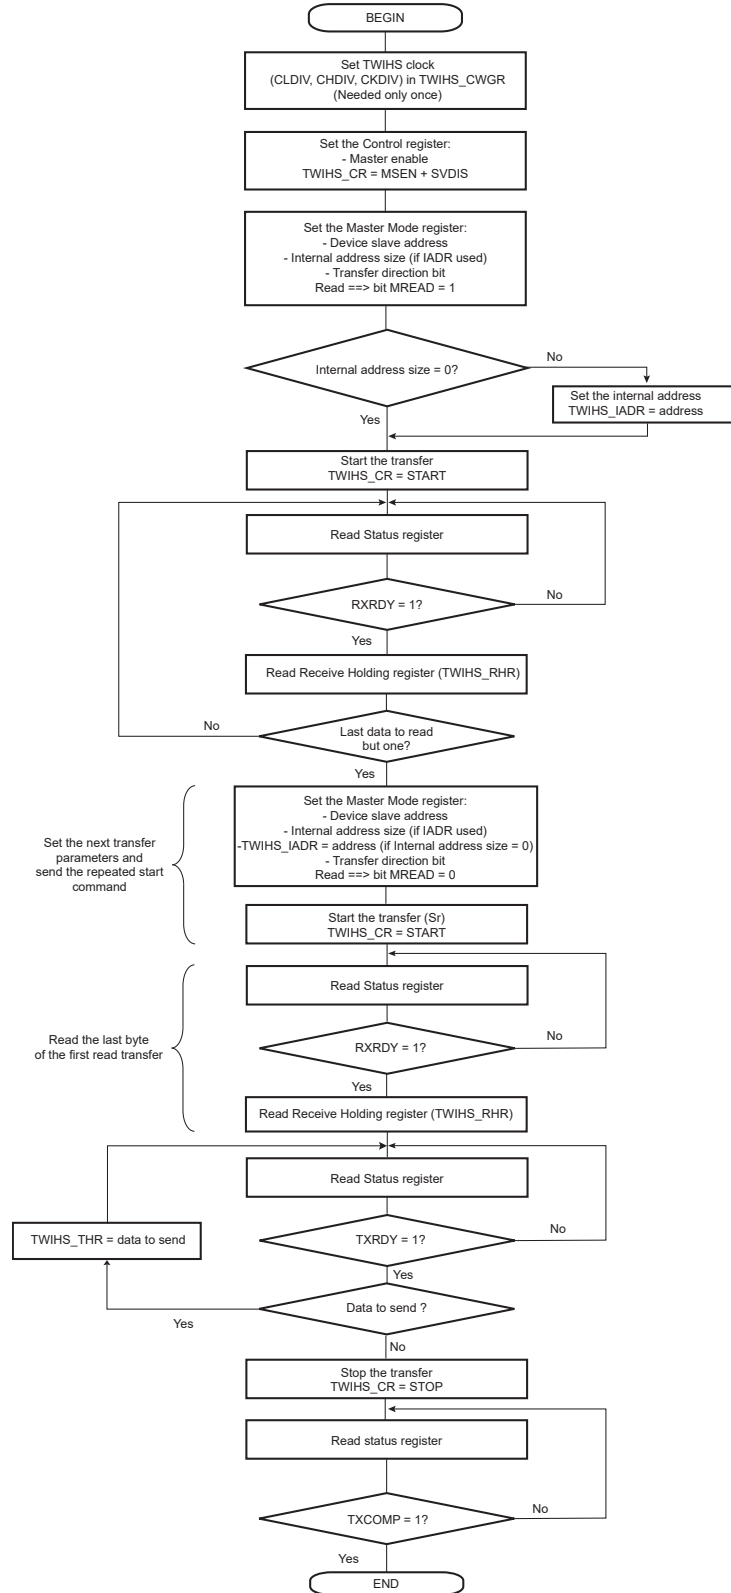 BEGIN
Set TWIHS clock
(CLDIV, CHDIV, CKDIV) in TWIHS_CWGR
(Needed only once)
Set the Control register:
- Master enable
TWIHS_CR = MSEN + SVDIS
Set the Master Mode register:
- Device slave address
- Internal address size (if IADR used)
- Transfer direction bit
Read ==> bit MREAD = 1
Internal address size = 0?
No
Set the internal address
TWIHS_IADR = address
Yes
Start the transfer
TWIHS_CR = START
Read Status register
RXRDY = 1?
No
Yes
Read Receive Holding register (TWIHS_RHR)
Last data to read
but one?
No
Yes
Set the Master Mode register:
- Device slave address
- Internal address size (if IADR used)
-TWIHS_IADR = address (if Internal address size = 0)
- Transfer direction bit
Read ==> bit MREAD = 0
Set the next transfer
parameters and
send the repeated start
command
Start the transfer (Sr)
TWIHS_CR = START
Read Status register
Read the last byte
of the first read transfer
RXRDY = 1?
No
Yes
Read Receive Holding register (TWIHS_RHR)
Read Status register
TWIHS_THR = data to send
TXRDY = 1?
No
Yes
Data to send ?
Yes
No
Stop the transfer
TWIHS_CR = STOP
Read status register
TXCOMP = 1?
No
Yes
END